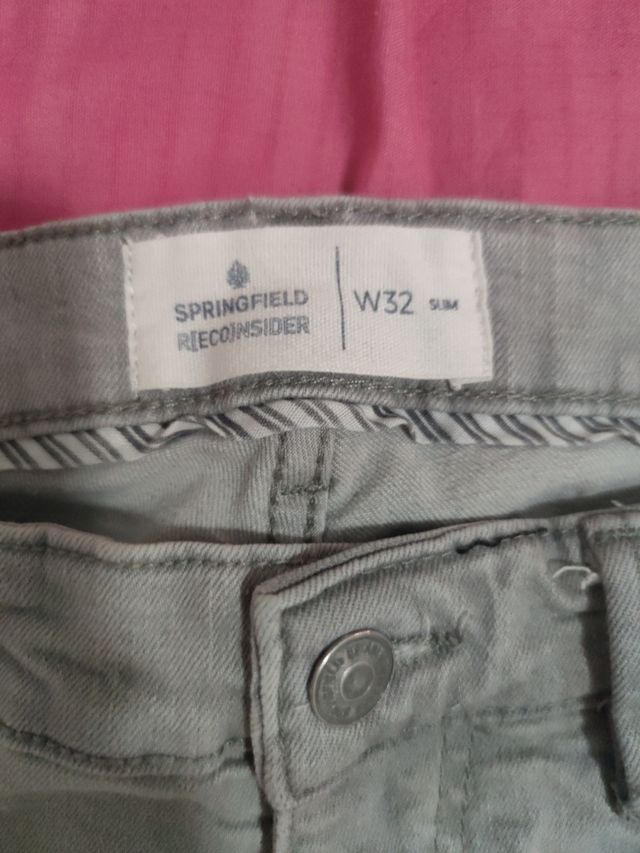 SPRINGFIELD
R[ECO]NSIDER
W32 SLIM